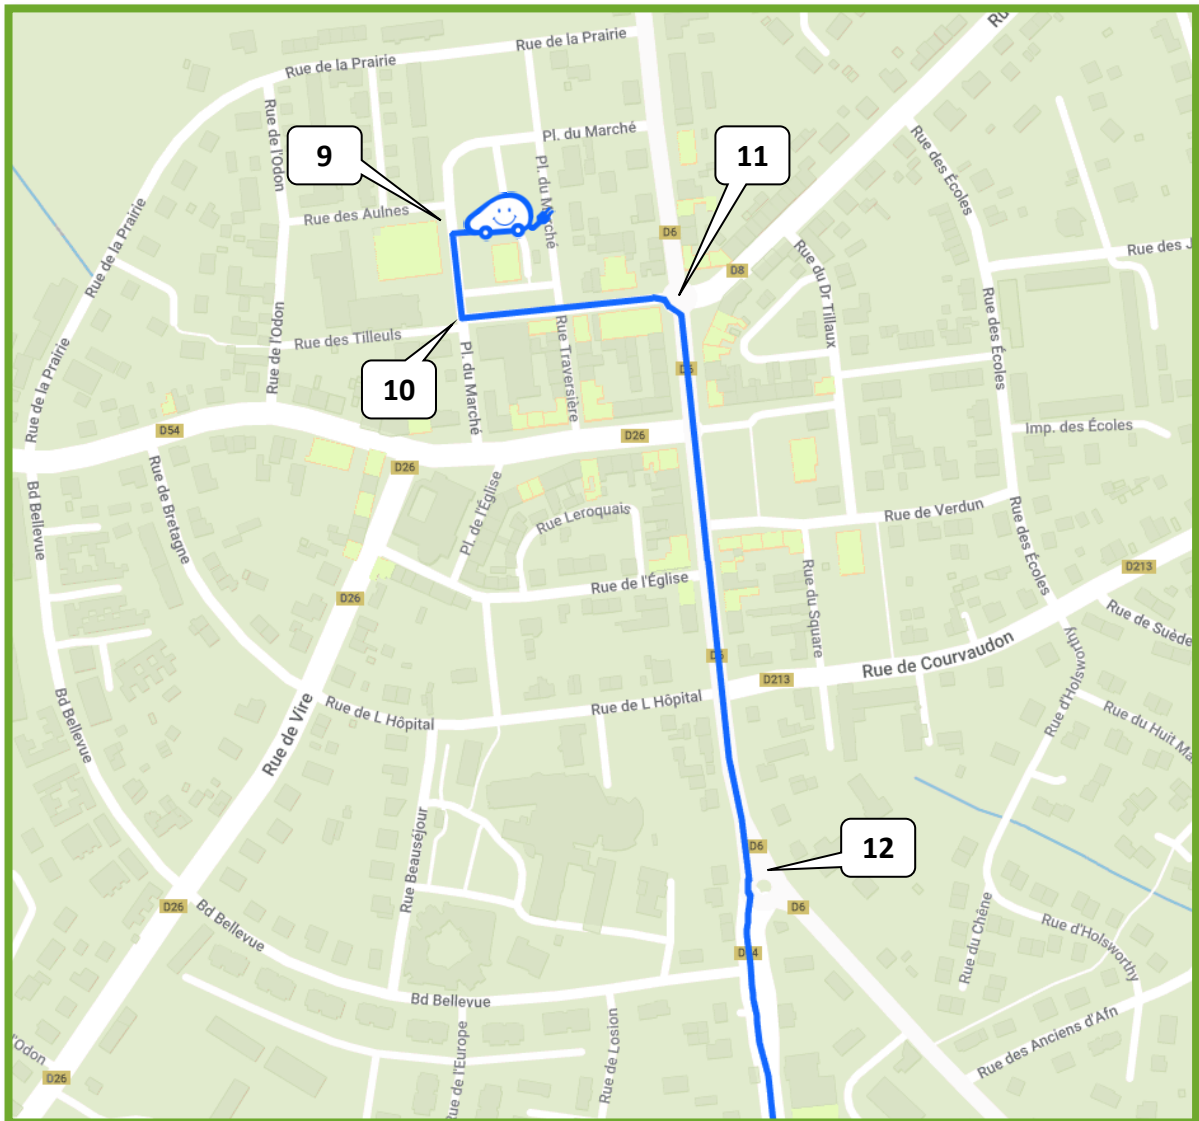 Rue de la Prairie
Rue de la Prairie
Ru
Pl. du Marché
9
11
Rue de l'Odon
Pl. du Marché
Rue des Écoles
Rue des Aulnes
D6
Rue de la Prairie
D8
Rue du Dr Tillaux
Rue des J
Rue des Tilleuls
Rue de l'Odon
Rue Traversière
Rue des Écoles
10
Pl. du Marché
Rue de la Prairie
D54
D26
Imp. des Écoles
D26
Bd Bellevue
Rue de Bretagne
Pl. de l'Église
Rue Leroquais
Rue de Verdun
Rue des Écoles
D26
Rue de l'Église
Rue du Square
D213
Rue de Suède
Rue de Courvaudon
D213
Rue d'Holsworthy
Bd Bellevue
Rue de Vire
Rue de L Hôpital
Rue de L Hôpital
Rue du Huit Ma
D6
12
Rue Beauséjour
D26
Bd Bellevue
D6
Rue du Chêne
Rue d'Holsworthy
Bd Bellevue
Rue de l'Europe
Rue de Losion
Rue des Anciens d'Afn
l'Odon
D26